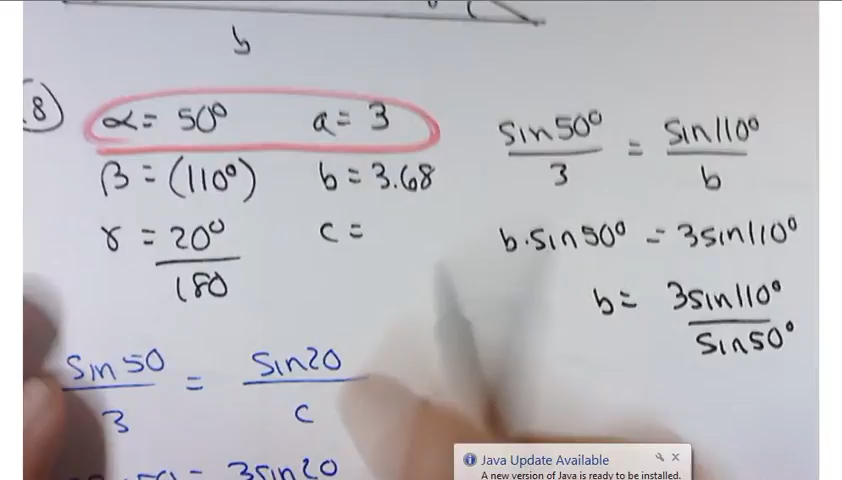 b
8
α = 50° a = 3
β = (110°) b = 3.68
γ = 20° c =
180
sin50° / 3 = sin110° / b
b·sin50° = 3sin110°
b = 3sin110° / sin50°
sin50 / 3 = sin20 / c
= 3sin20
Java Update Available
A new version of Java is ready to be installed.